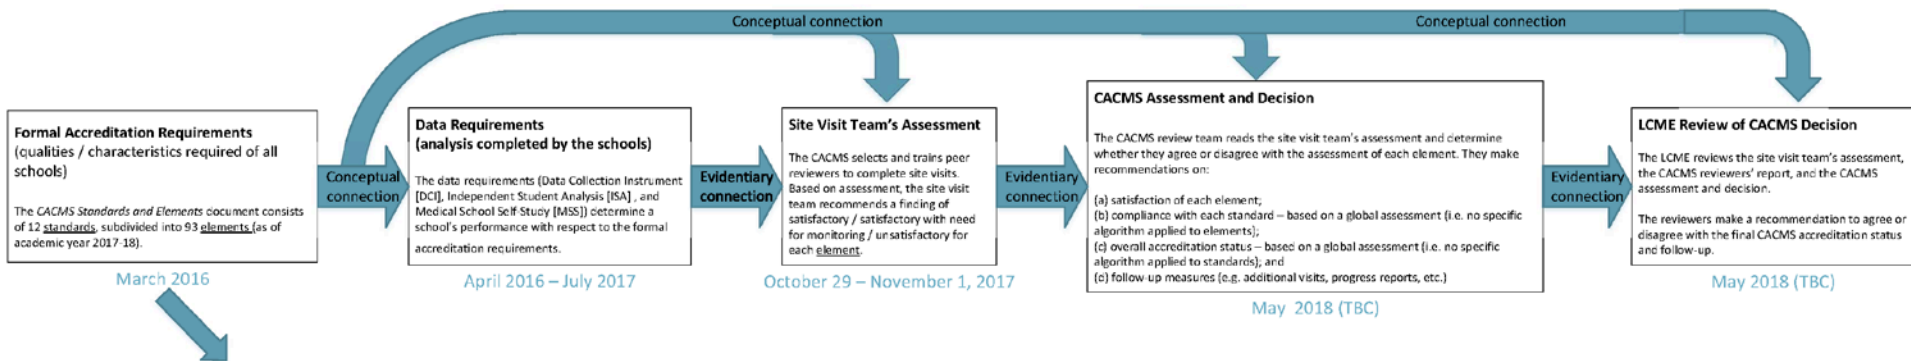 Conceptual connection
Conceptual connection
Formal Accreditation Requirements
(qualities / characteristics required of all
schools)
The CACMS Standards and Elements document consists
of 12 standards, subdivided into 93 elements (as of
academic year 2017-18).
March 2016
Conceptual
connection
Data Requirements
(analysis completed by the schools)
The data requirements (Data Collection Instrument
[DCI], Independent Student Analysis [ISA] , and
Medical School Self-Study [MSS]) determine a
school's performance with respect to the formal
accreditation requirements.
April 2016 – July 2017
Evidentiary
connection
Site Visit Team's Assessment
The CACMS selects and trains peer
reviewers to complete site visits.
Based on assessment, the site visit
team recommends a finding of
satisfactory / satisfactory with need
for monitoring / unsatisfactory for
each element.
October 29 – November 1, 2017
Evidentiary
connection
CACMS Assessment and Decision
The CACMS review team reads the site visit team's assessment and determine
whether they agree or disagree with the assessment of each element. They make
recommendations on:
(a) satisfaction of each element;
(b) compliance with each standard – based on a global assessment (i.e. no specific
algorithm applied to elements);
(c) overall accreditation status – based on a global assessment (i.e. no specific
algorithm applied to standards); and
(d) follow-up measures (e.g. additional visits, progress reports, etc.)
May 2018 (TBC)
Evidentiary
connection
LCME Review of CACMS Decision
The LCME reviews the site visit team's assessment,
the CACMS reviewers' report, and the CACMS
assessment and decision.
The reviewers make a recommendation to agree or
disagree with the final CACMS accreditation status
and follow-up.
May 2018 (TBC)